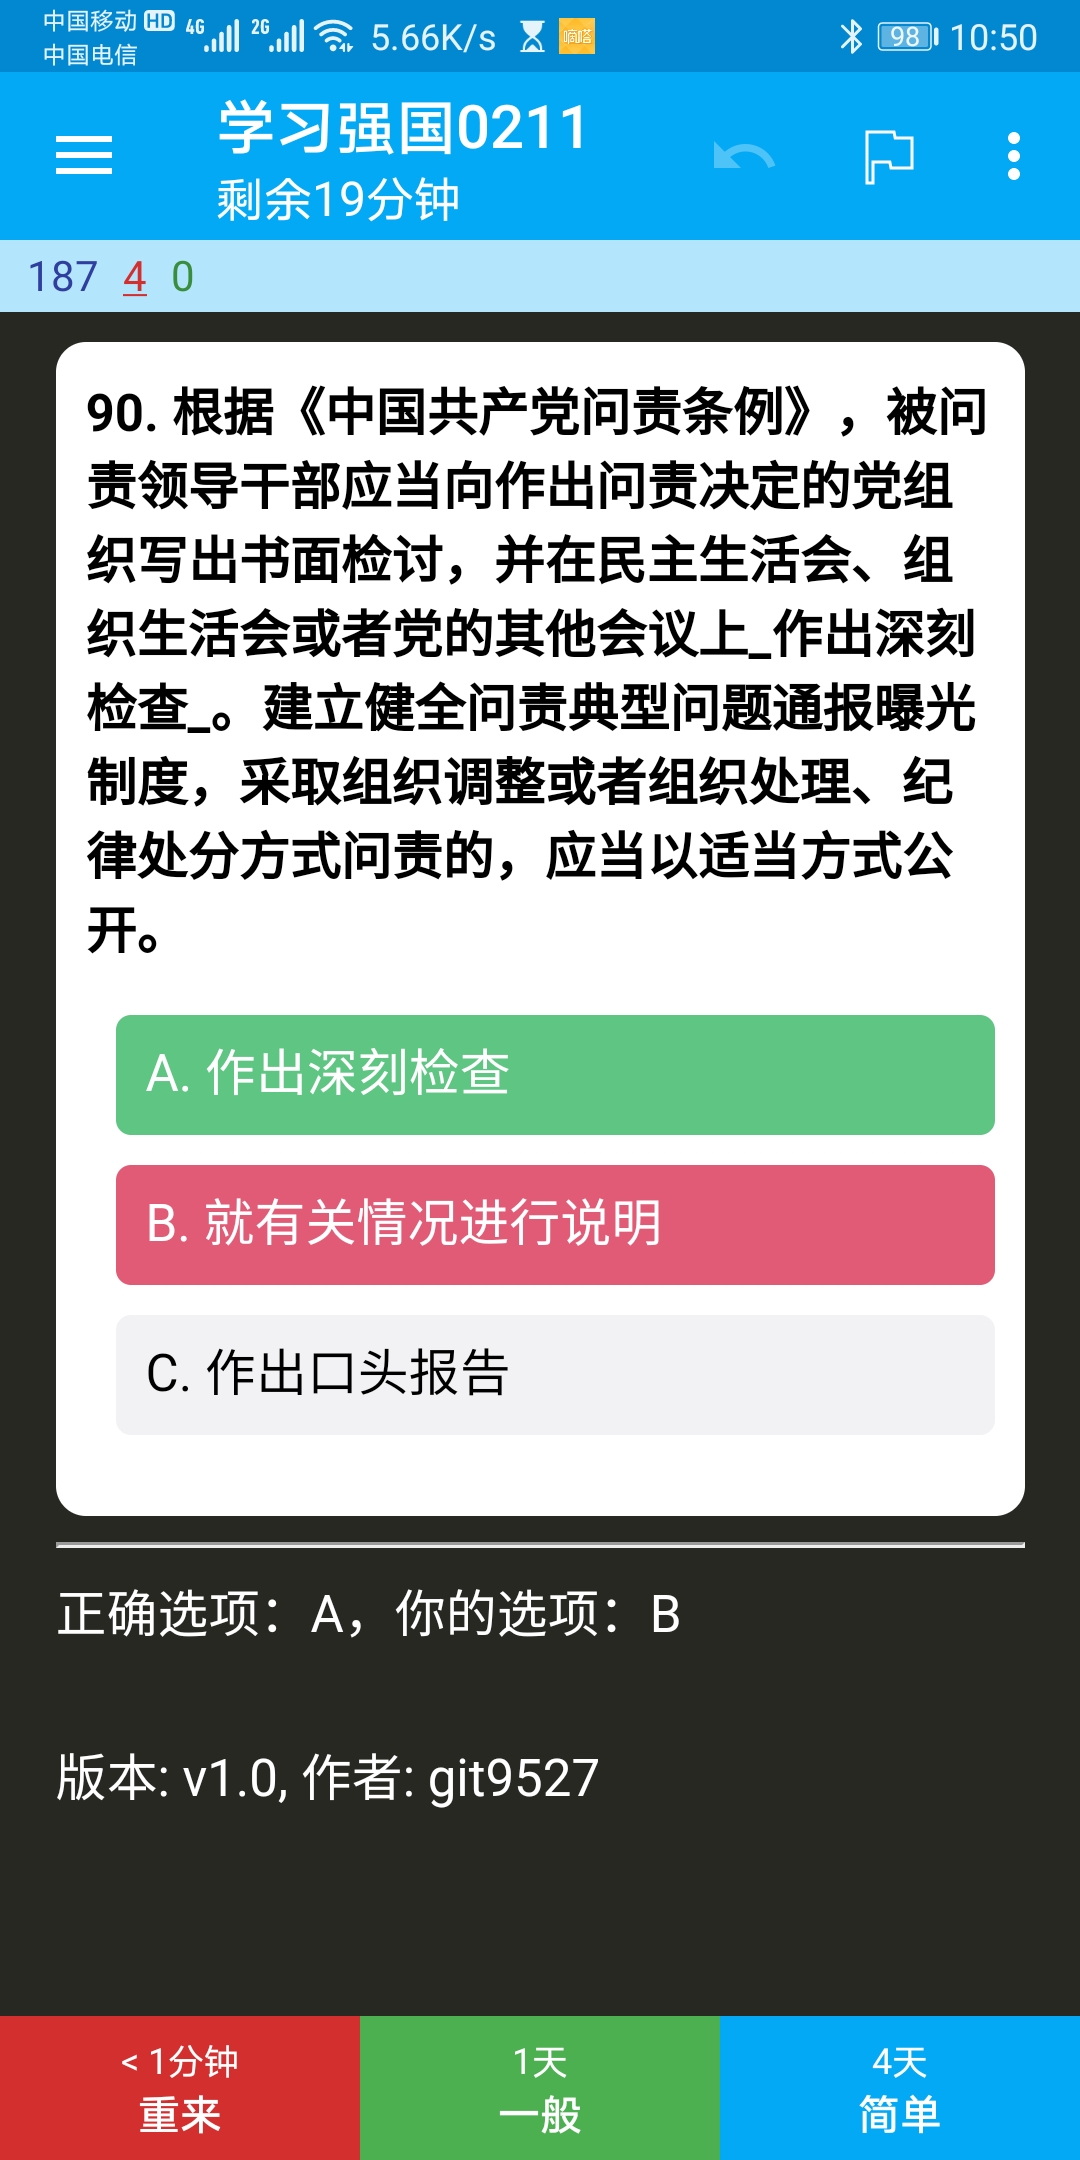 中国移动 HD 4G 2G 5.66K/s 嘀嗒 98 10:50
中国电信
学习强国0211
剩余19分钟
187 4 0
90. 根据《中国共产党问责条例》，被问
责领导干部应当向作出问责决定的党组
织写出书面检讨，并在民主生活会、组
织生活会或者党的其他会议上_作出深刻
检查_。建立健全问责典型问题通报曝光
制度，采取组织调整或者组织处理、纪
律处分方式问责的，应当以适当方式公
开。
A. 作出深刻检查
B. 就有关情况进行说明
C. 作出口头报告
正确选项：A，你的选项：B
版本: v1.0, 作者: git9527
< 1分钟 1天 4天
重来 一般 简单